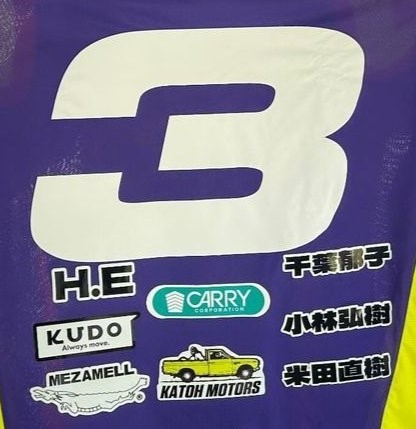 3
H.E
千葉郁子
CARRY
CORPORATION
KUDO
Always move.
小林弘樹
MEZAMELL
KATOH MOTORS
米田直樹